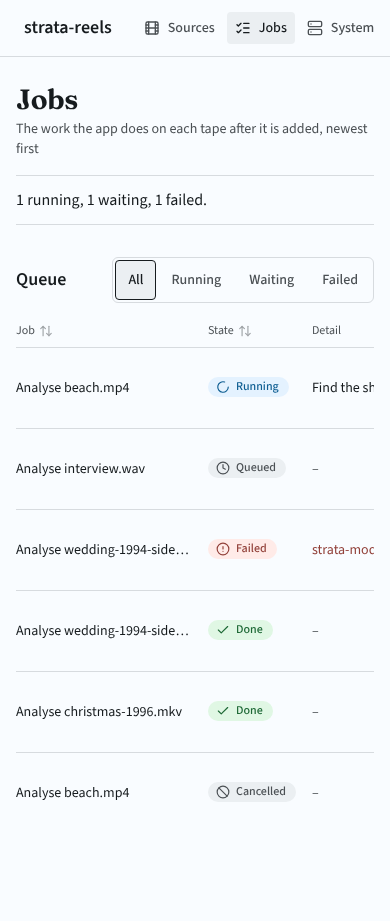 strata-reels Sources Jobs System
Jobs
The work the app does on each tape after it is added, newest
first
1 running, 1 waiting, 1 failed.
Queue All Running Waiting Failed
Job State Detail
Analyse beach.mp4 Running Find the sh
Analyse interview.wav Queued –
Analyse wedding-1994-side… Failed strata-moc
Analyse wedding-1994-side… Done –
Analyse christmas-1996.mkv Done –
Analyse beach.mp4 Cancelled –